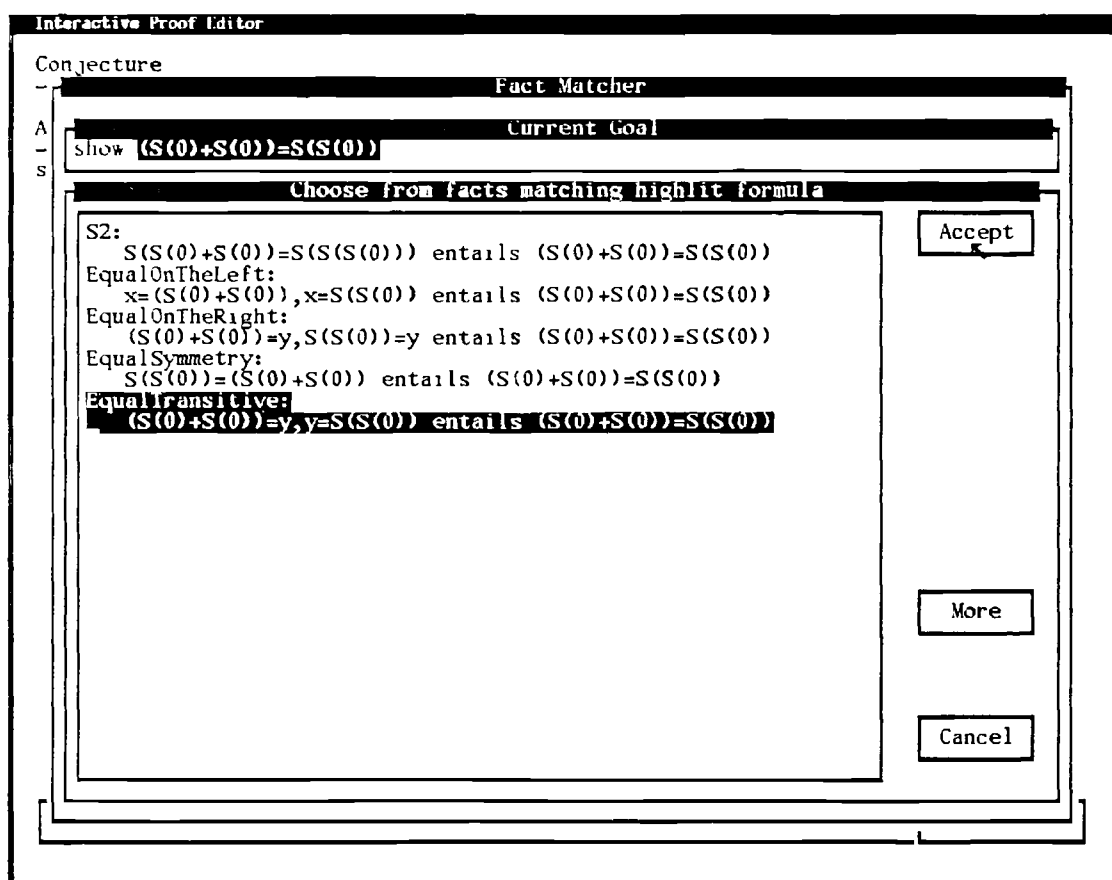 Interactive Proof Editor
Conjecture
Fact Matcher
A
Current Goal
show (S(0)+S(0))=S(S(0))
s
Choose from facts matching highlit formula
S2:
S(S(0)+S(0))=S(S(S(0))) entails (S(0)+S(0))=S(S(0))
EqualOnTheLeft:
x=(S(0)+S(0)),x=S(S(0)) entails (S(0)+S(0))=S(S(0))
EqualOnTheRight:
(S(0)+S(0))=y,S(S(0))=y entails (S(0)+S(0))=S(S(0))
EqualSymmetry:
S(S(0))=(S(0)+S(0)) entails (S(0)+S(0))=S(S(0))
EqualTransitive:
(S(0)+S(0))=y,y=S(S(0)) entails (S(0)+S(0))=S(S(0))
Accept
More
Cancel